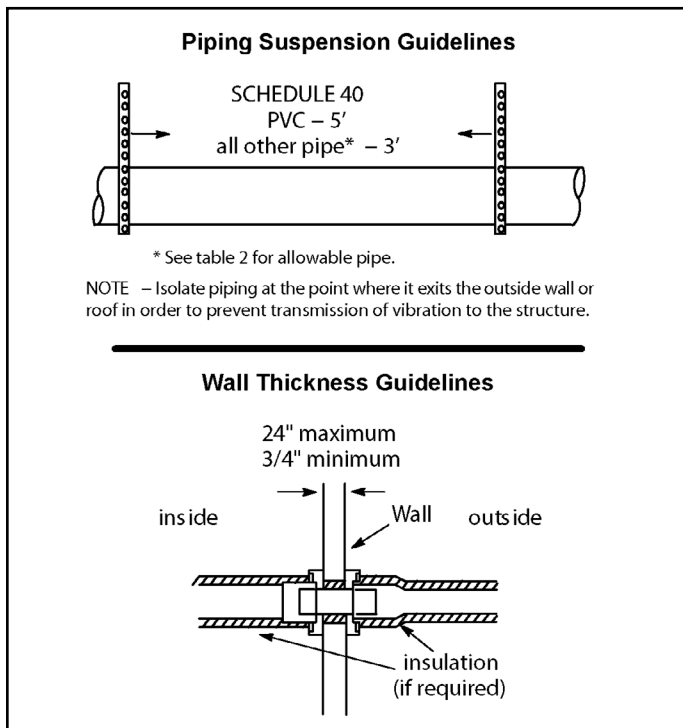 Piping Suspension Guidelines
SCHEDULE 40
PVC – 5'
all other pipe* – 3'
* See table 2 for allowable pipe.
NOTE – Isolate piping at the point where it exits the outside wall or
roof in order to prevent transmission of vibration to the structure.
Wall Thickness Guidelines
24" maximum
3/4" minimum
inside
Wall
outside
insulation
(if required)